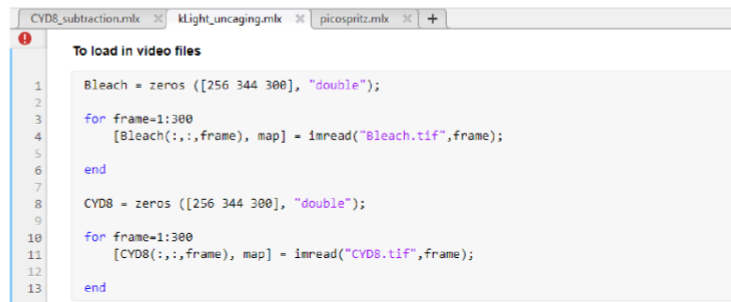 CYD8_subtraction.mlx × kLight_uncaging.mlx × picospritz.mlx × +
To load in video files
1 Bleach = zeros ([256 344 300], "double");
2
3 for frame=1:300
4 [Bleach(:,:,frame), map] = imread("Bleach.tif",frame);
5
6 end
7
8 CYD8 = zeros ([256 344 300], "double");
9
10 for frame=1:300
11 [CYD8(:,:,frame), map] = imread("CYD8.tif",frame);
12
13 end